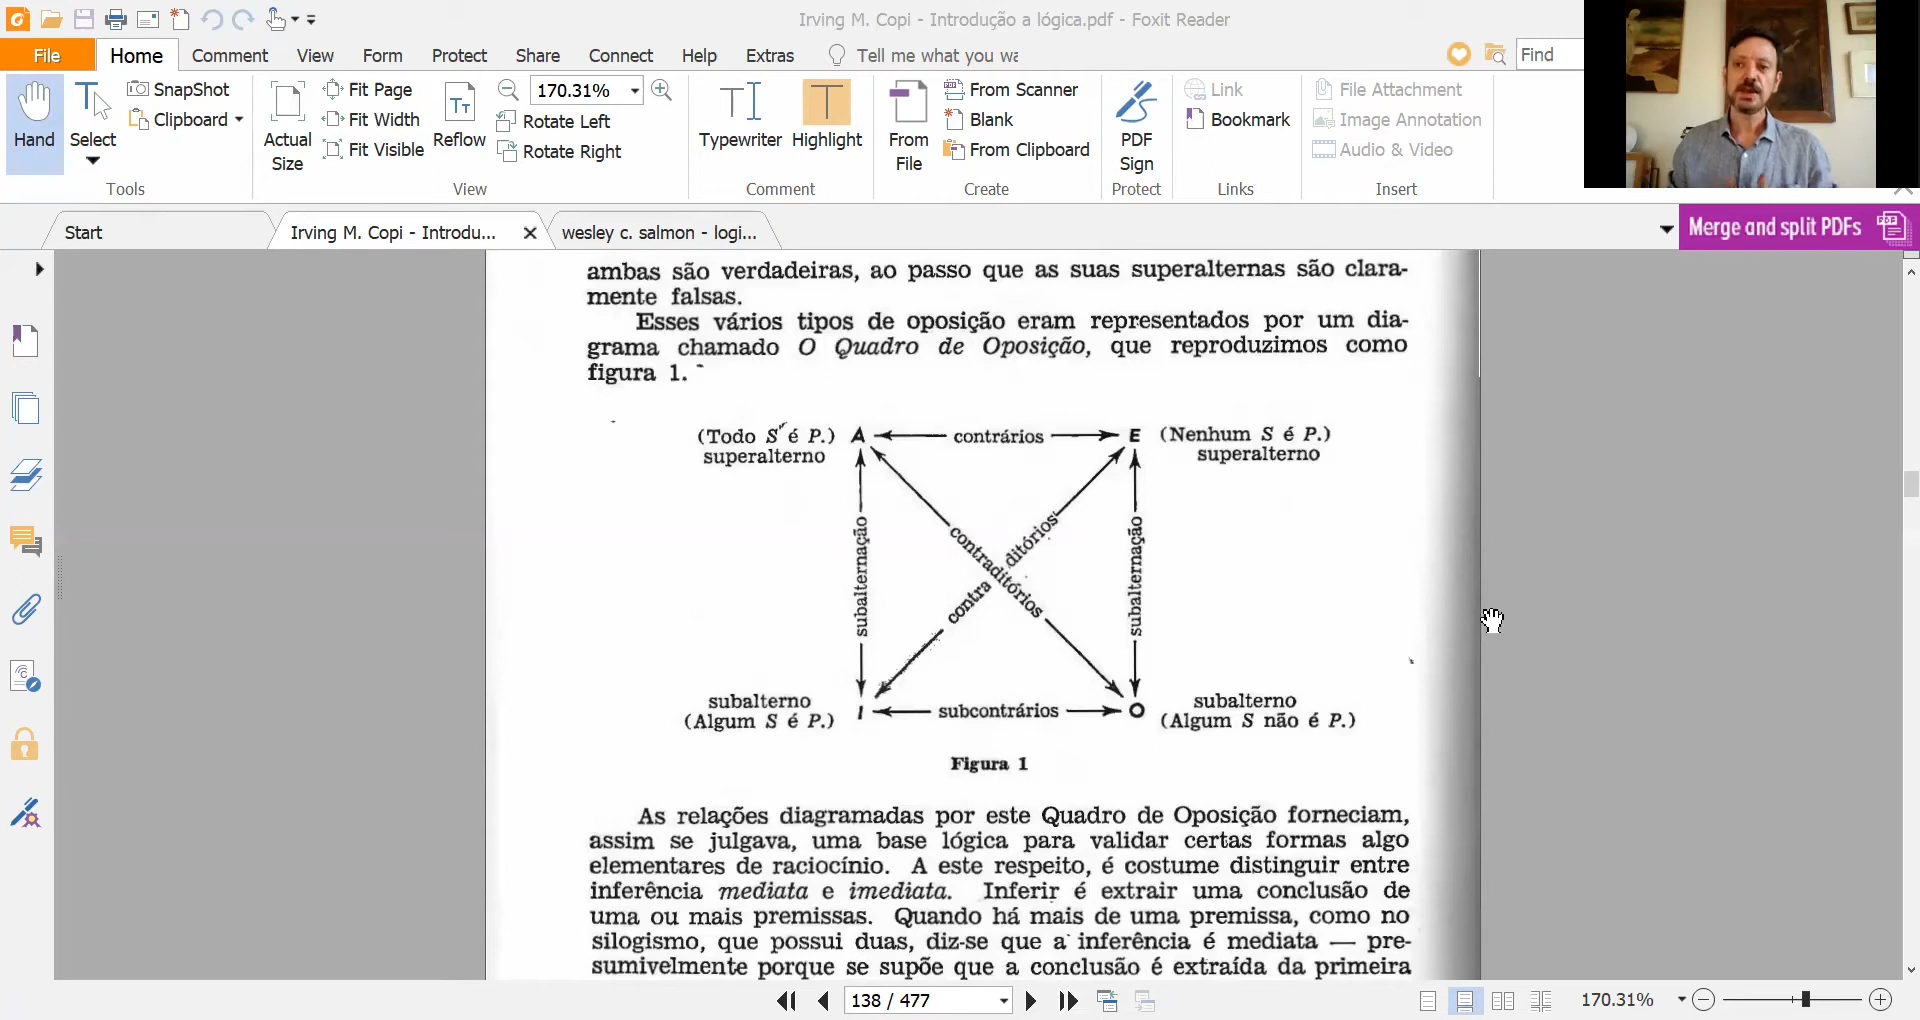 Irving M. Copi - Introdução a lógica.pdf - Foxit Reader
File Home Comment View Form Protect Share Connect Help Extras Tell me what you wa Find
Hand
Select
Tools
SnapShot
Clipboard
Actual Size
Fit Page
Fit Width
Fit Visible
Reflow
170.31%
Rotate Left
Rotate Right
View
Typewriter
Highlight
Comment
From File
From Scanner
Blank
From Clipboard
Create
PDF Sign
Protect
Link
Bookmark
Links
File Attachment
Image Annotation
Audio & Video
Insert
Start
Irving M. Copi - Introdu...
wesley c. salmon - logi...
Merge and split PDFs
ambas são verdadeiras, ao passo que as suas superalternas são clara-
mente falsas.
Esses vários tipos de oposição eram representados por um dia-
grama chamado O Quadro de Oposição, que reproduzimos como
figura 1.
(Todo S é P.) A contrários E (Nenhum S é P.)
superalterno superalterno
subalternação
contraditórios
contra ditórios
subalternação
subalterno subalterno
(Algum S é P.) I subcontrários O (Algum S não é P.)
Figura 1
As relações diagramadas por este Quadro de Oposição forneciam,
assim se julgava, uma base lógica para validar certas formas algo
elementares de raciocínio. A este respeito, é costume distinguir entre
inferência mediata e imediata. Inferir é extrair uma conclusão de
uma ou mais premissas. Quando há mais de uma premissa, como no
silogismo, que possui duas, diz-se que a inferência é mediata — pre-
sumivelmente porque se supõe que a conclusão é extraída da primeira
138 / 477
170.31%